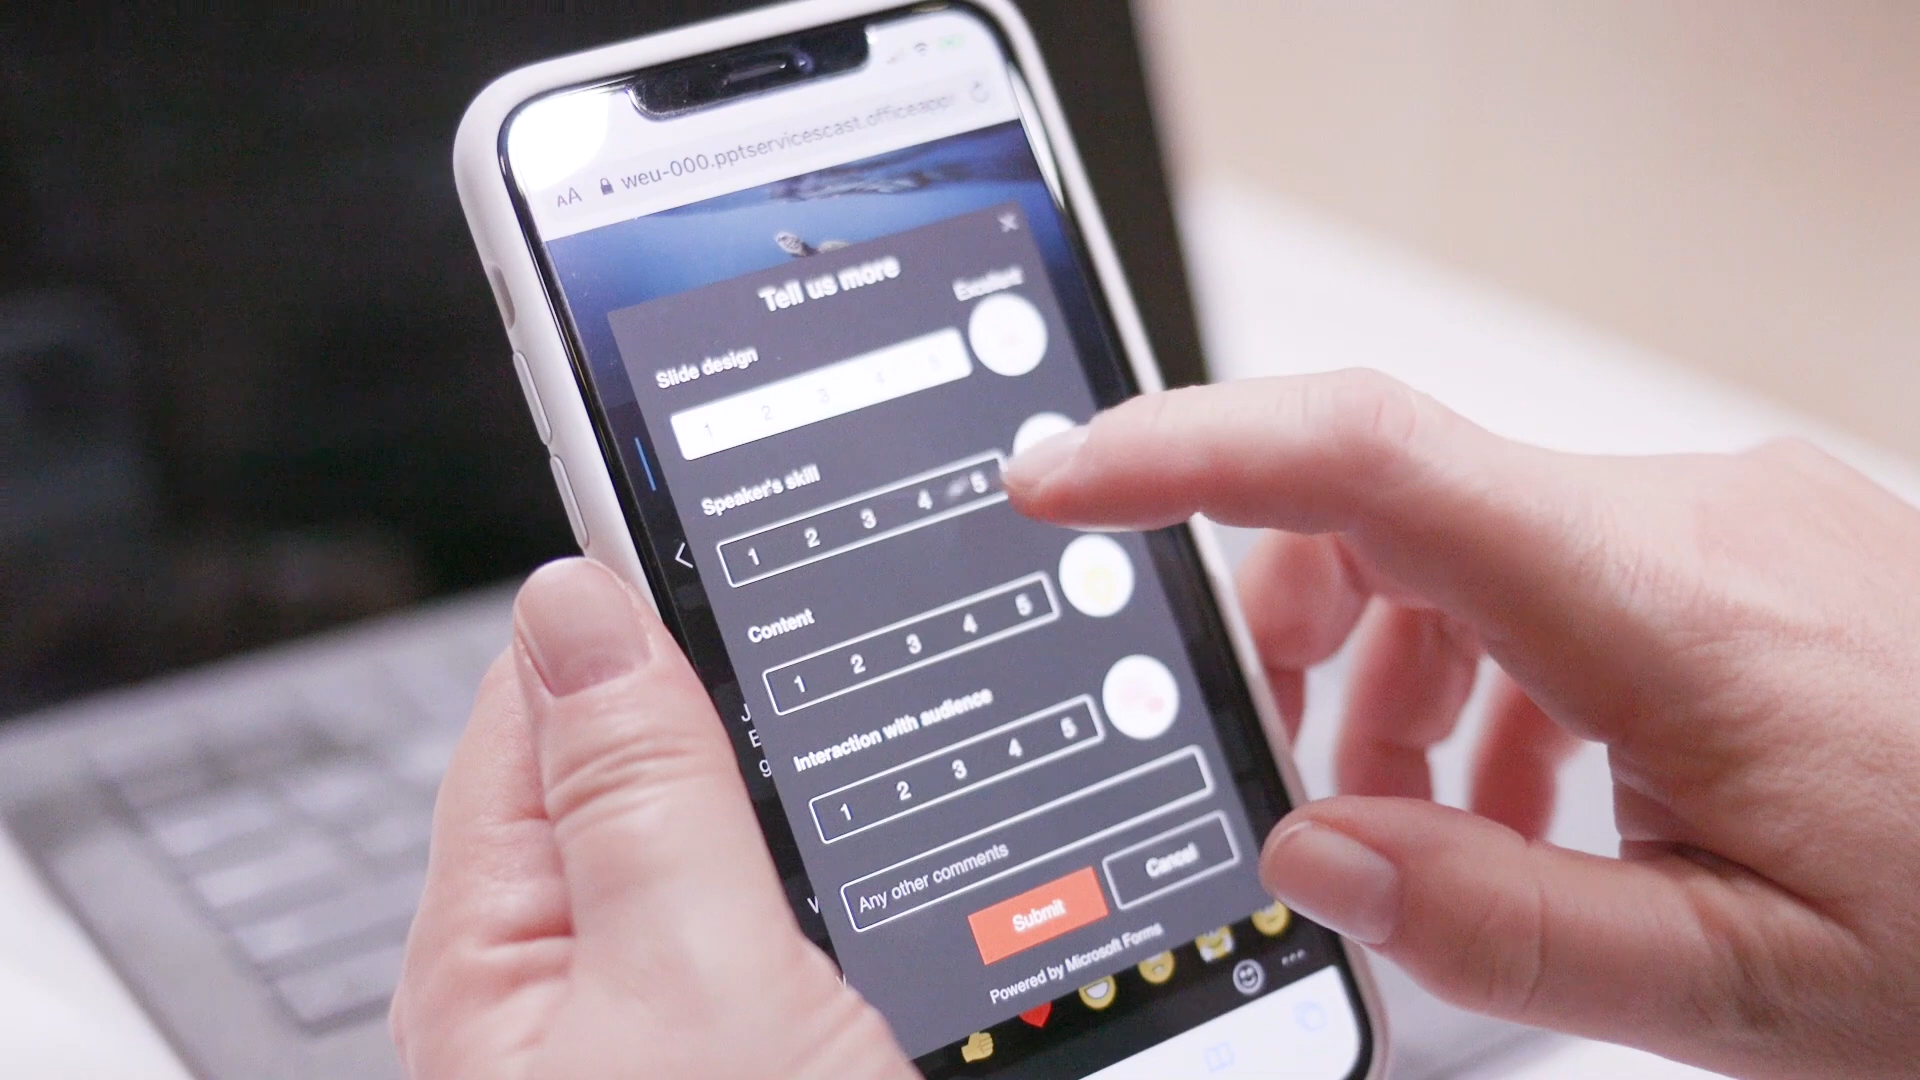 AA weu-000.pptservicescast.officeapps
Tell us more
Excellent
Slide design
1 2 3 4 5
Speaker's skill
1 2 3 4 5
Content
1 2 3 4 5
Interaction with audience
1 2 3 4 5
Any other comments
Submit Cancel
Powered by Microsoft Forms